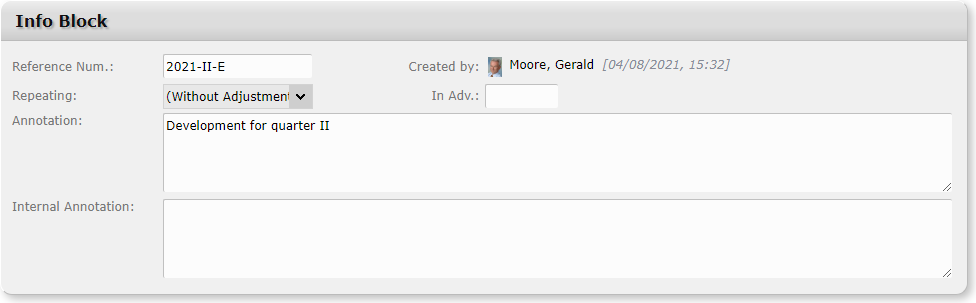 Info Block
Reference Num.: 2021-II-E Created by: Moore, Gerald [04/08/2021, 15:32]
Repeating: (Without Adjustment In Adv.:
Annotation: Development for quarter II
Internal Annotation: